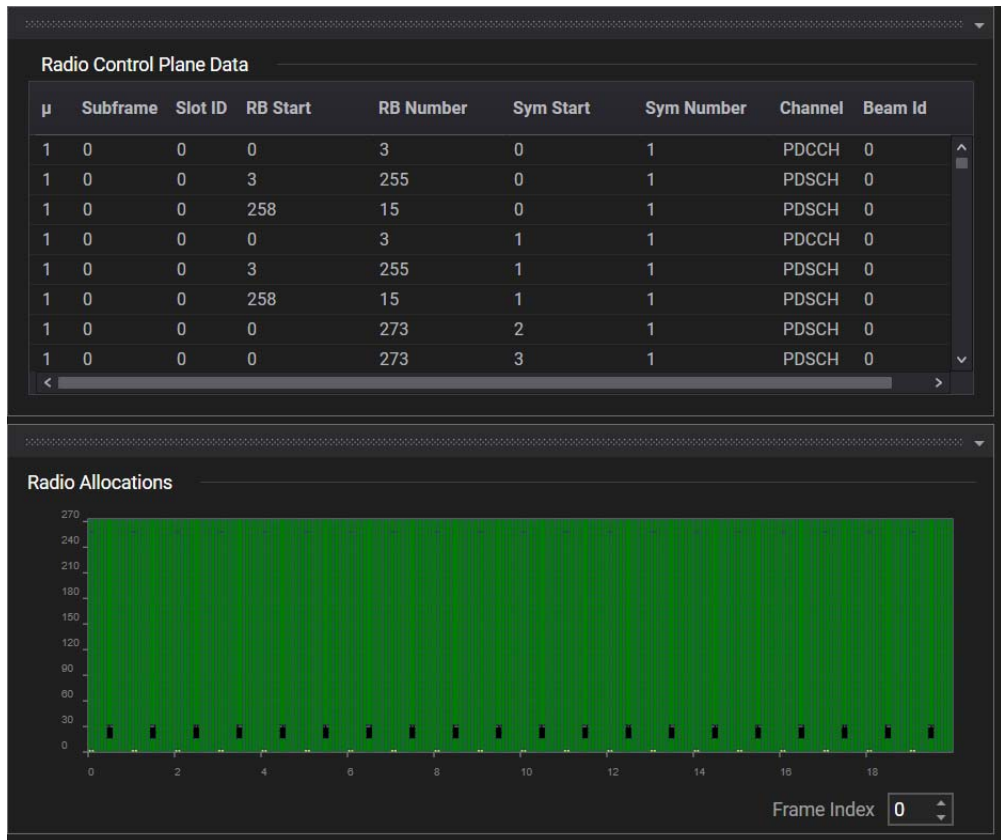 Radio Control Plane Data
μ Subframe Slot ID RB Start RB Number Sym Start Sym Number Channel Beam Id
1 0 0 0 3 0 1 PDCCH 0
1 0 0 3 255 0 1 PDSCH 0
1 0 0 258 15 0 1 PDSCH 0
1 0 0 0 3 1 1 PDCCH 0
1 0 0 3 255 1 1 PDSCH 0
1 0 0 258 15 1 1 PDSCH 0
1 0 0 0 273 2 1 PDSCH 0
1 0 0 0 273 3 1 PDSCH 0
Radio Allocations
270
240
210
180
150
120
90
60
30
0
0 2 4 6 8 10 12 14 16 18
Frame Index 0